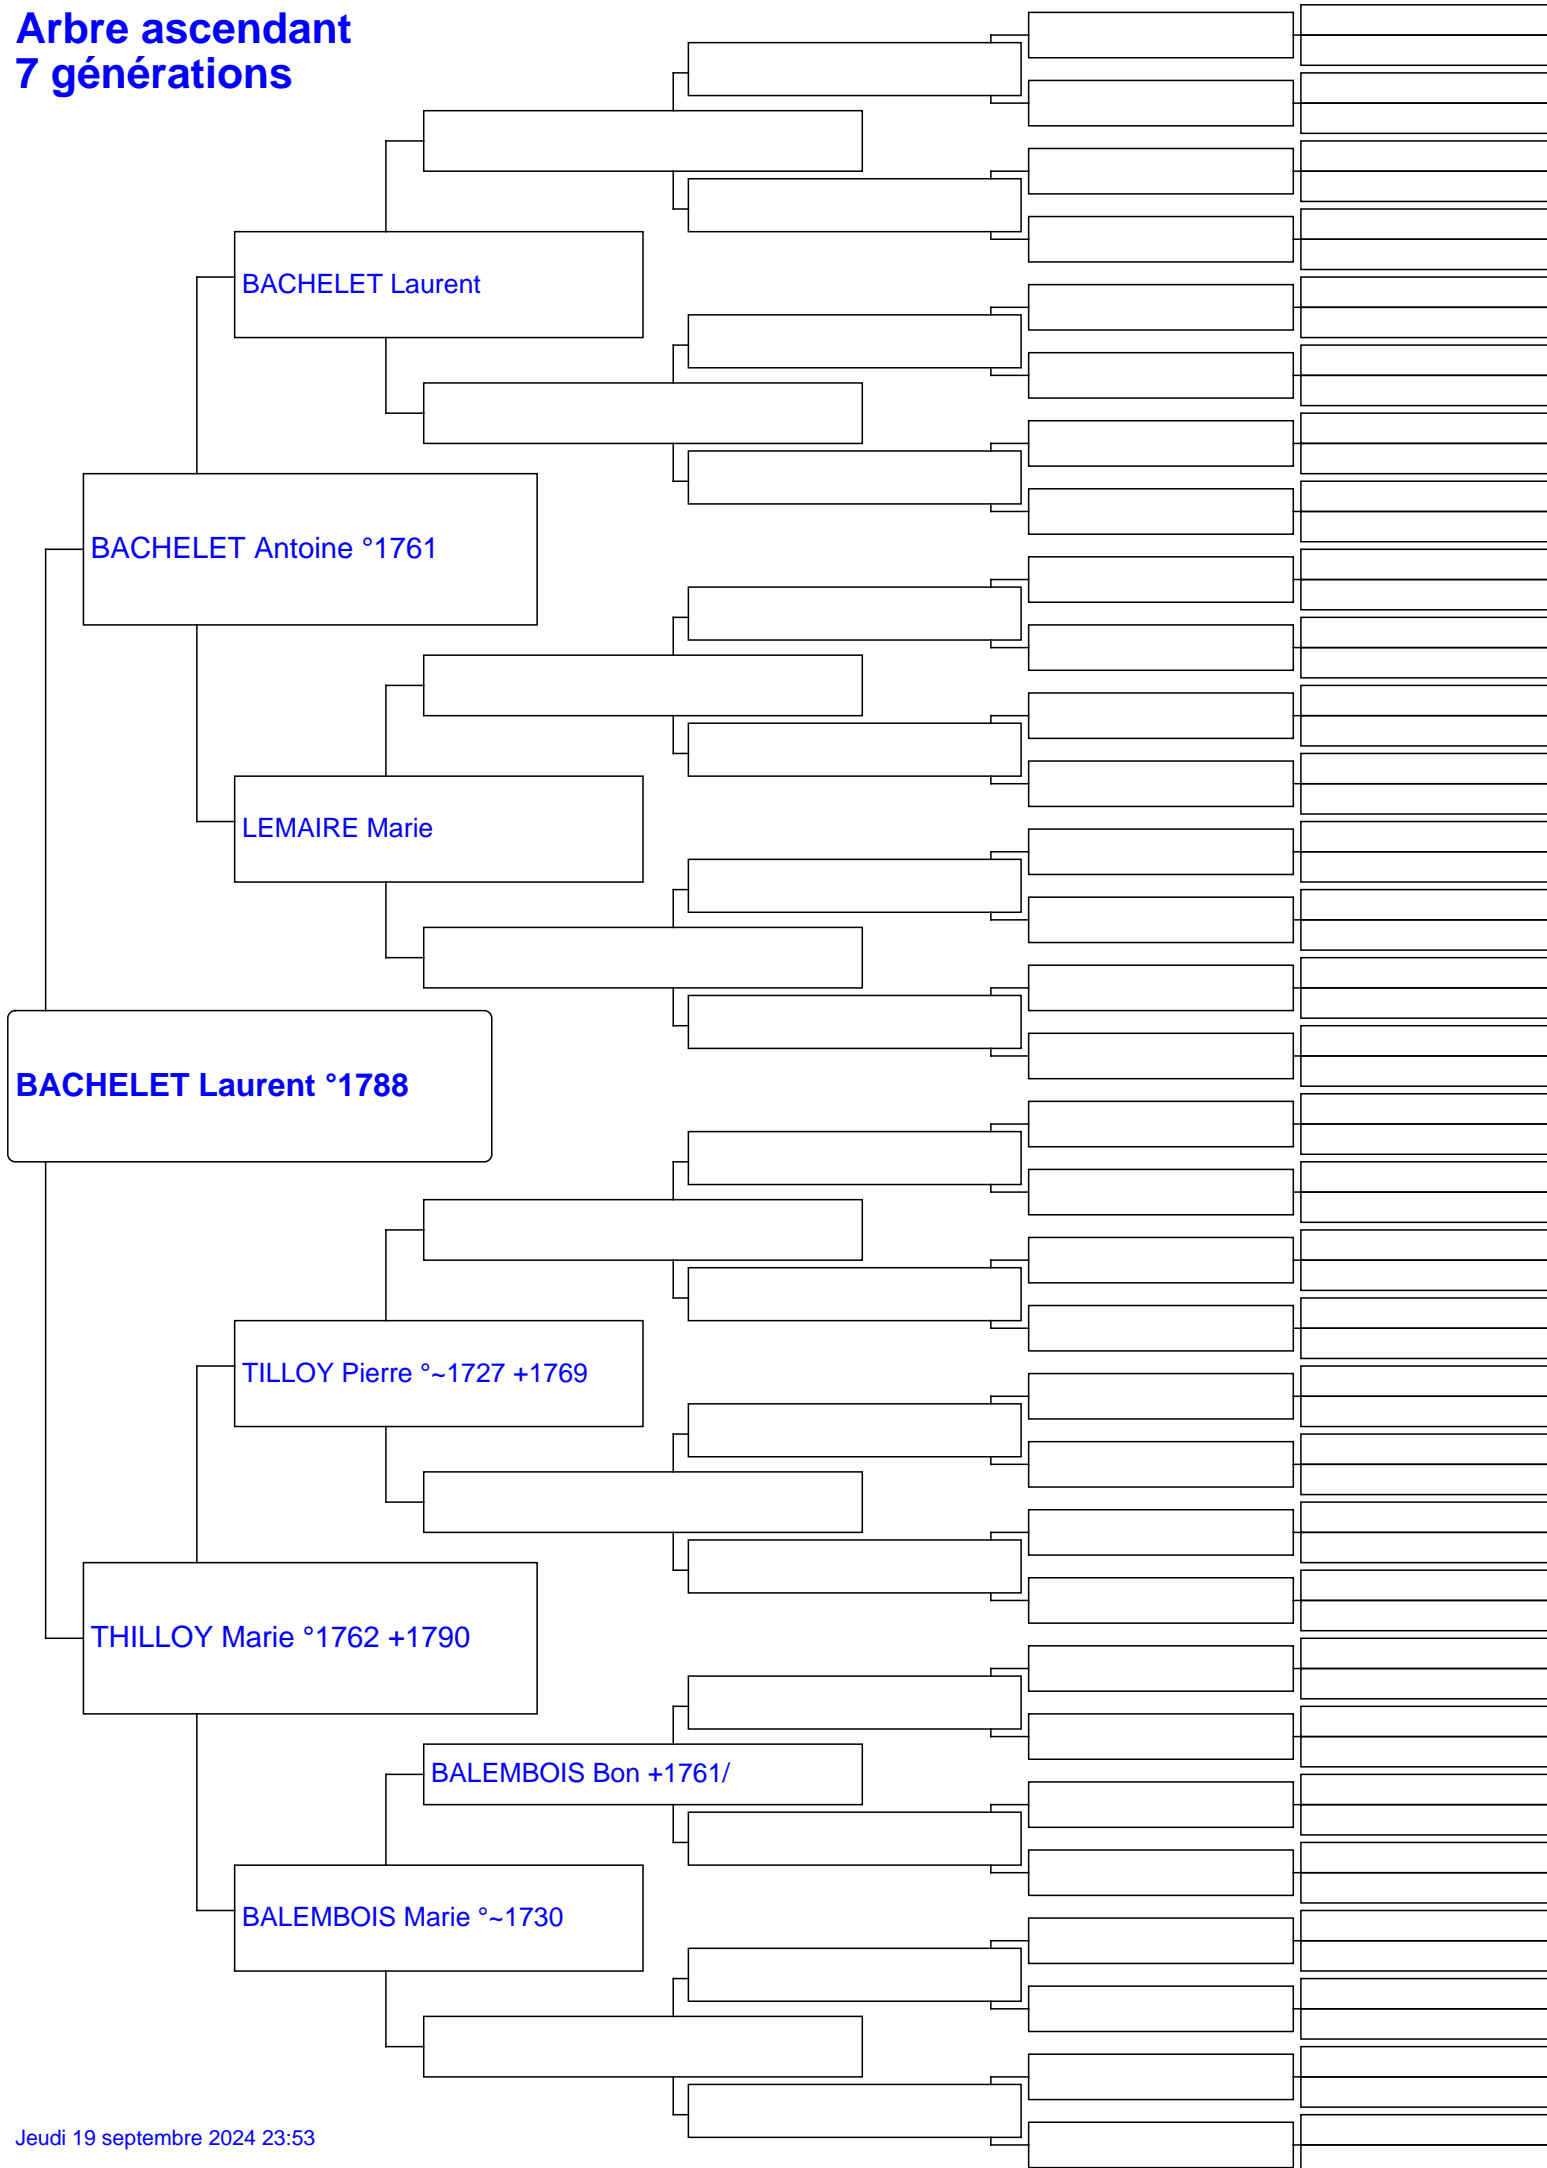 Arbre ascendant
7 générations
BACHELET Laurent
BACHELET Antoine °1761
LEMAIRE Marie
BACHELET Laurent °1788
TILLOY Pierre °~1727 +1769
THILLOY Marie °1762 +1790
BALEMBOIS Bon +1761/
BALEMBOIS Marie °~1730
Jeudi 19 septembre 2024 23:53